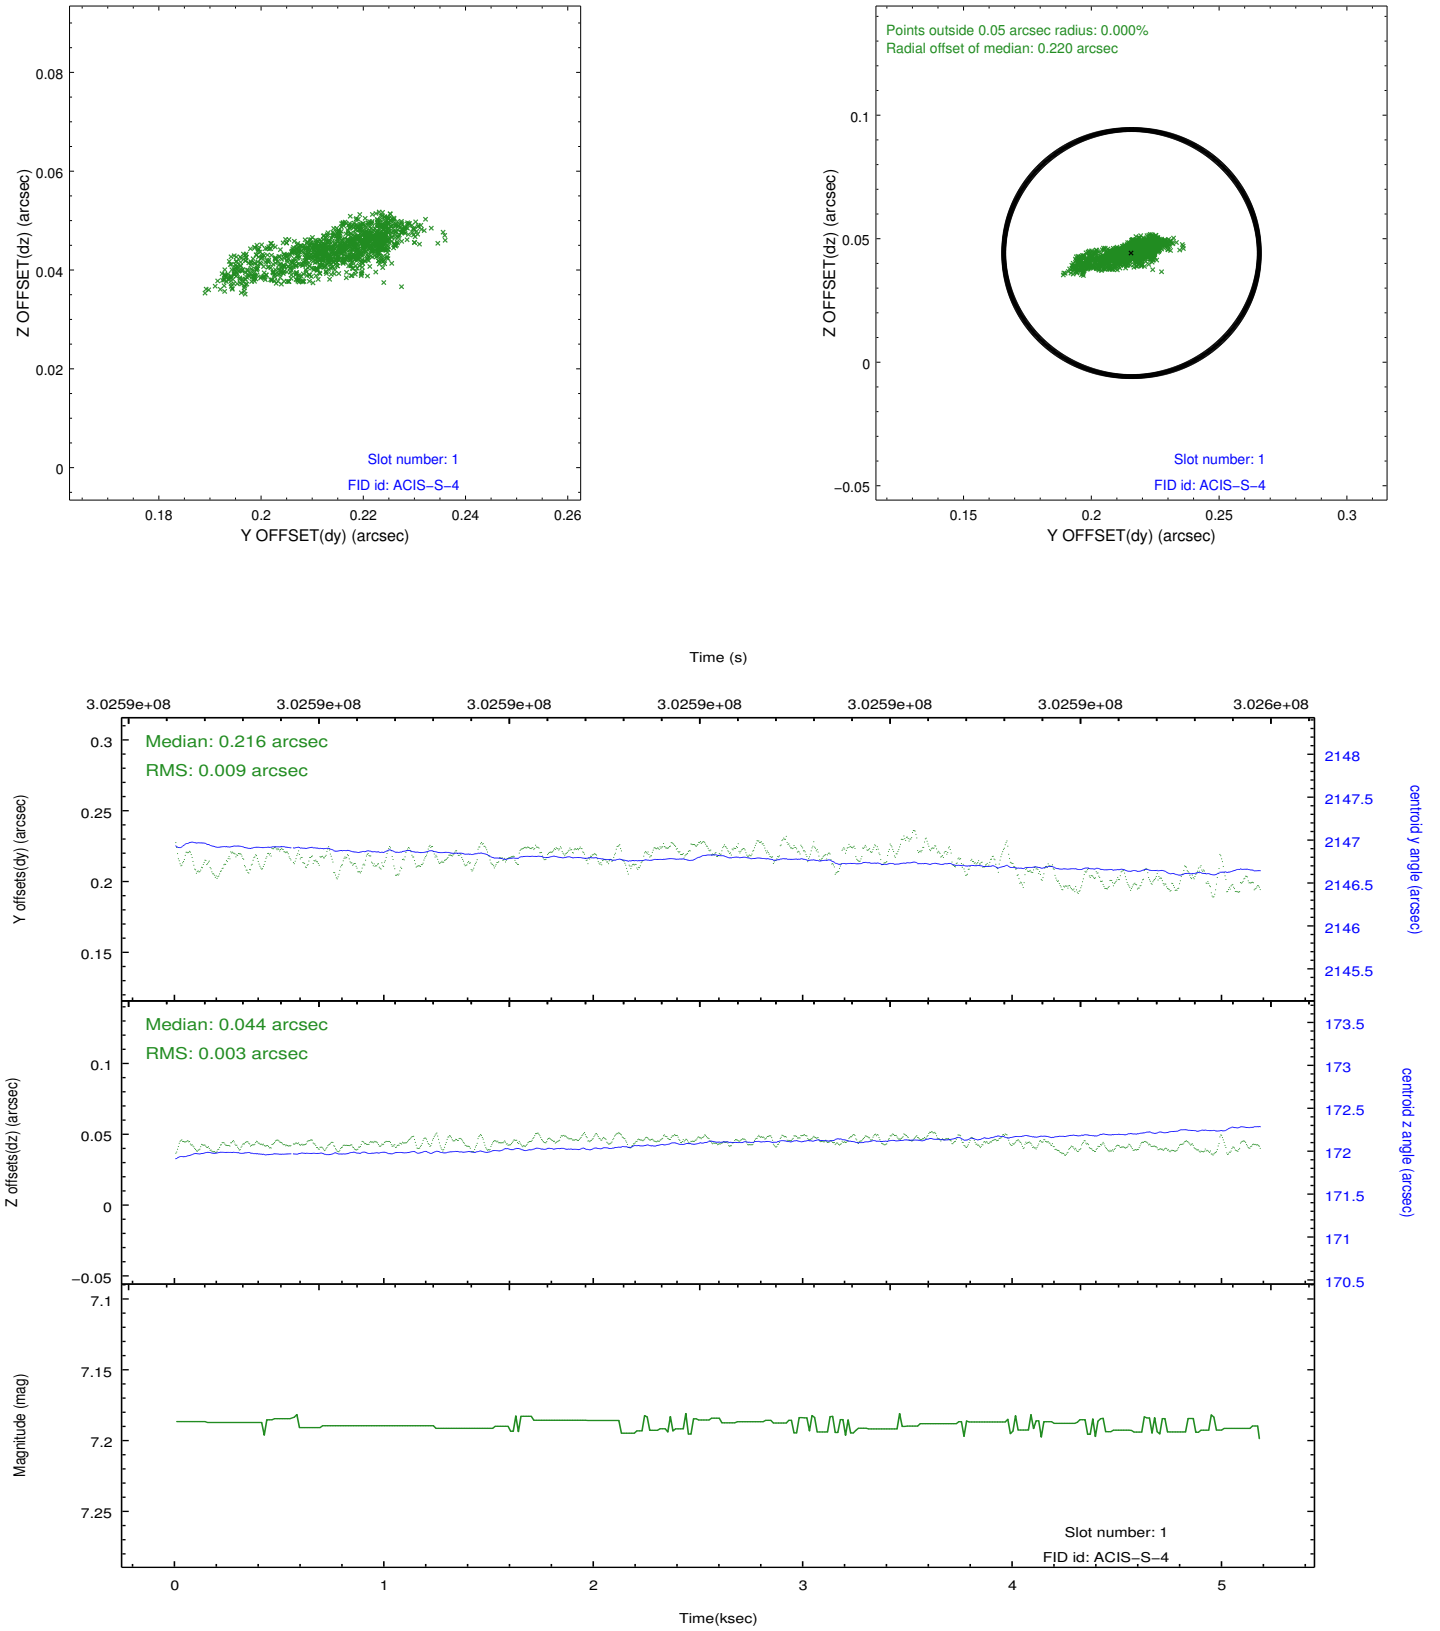 0.08
0.06
0.04
0.02
0
Z OFFSET(dz) (arcsec)
Slot number: 1
FID id: ACIS−S−4
0.18 0.2 0.22 0.24 0.26
Y OFFSET(dy) (arcsec)
Points outside 0.05 arcsec radius: 0.000%
Radial offset of median: 0.220 arcsec
0.1
0.05
0
−0.05
Z OFFSET(dz) (arcsec)
Slot number: 1
FID id: ACIS−S−4
0.15 0.2 0.25 0.3
Y OFFSET(dy) (arcsec)
Time (s)
3.0259e+08 3.0259e+08 3.0259e+08 3.0259e+08 3.0259e+08 3.0259e+08 3.026e+08
Median: 0.216 arcsec
RMS: 0.009 arcsec
0.3
0.25
0.2
0.15
Y offsets(dy) (arcsec)
2148
2147.5
2147
2146.5
2146
2145.5
centroid y angle (arcsec)
Median: 0.044 arcsec
RMS: 0.003 arcsec
0.1
0.05
0
−0.05
Z offsets(dz) (arcsec)
173.5
173
172.5
172
171.5
171
170.5
centroid z angle (arcsec)
7.1
7.15
7.2
7.25
Magnitude (mag)
Slot number: 1
FID id: ACIS−S−4
0 1 2 3 4 5
Time(ksec)